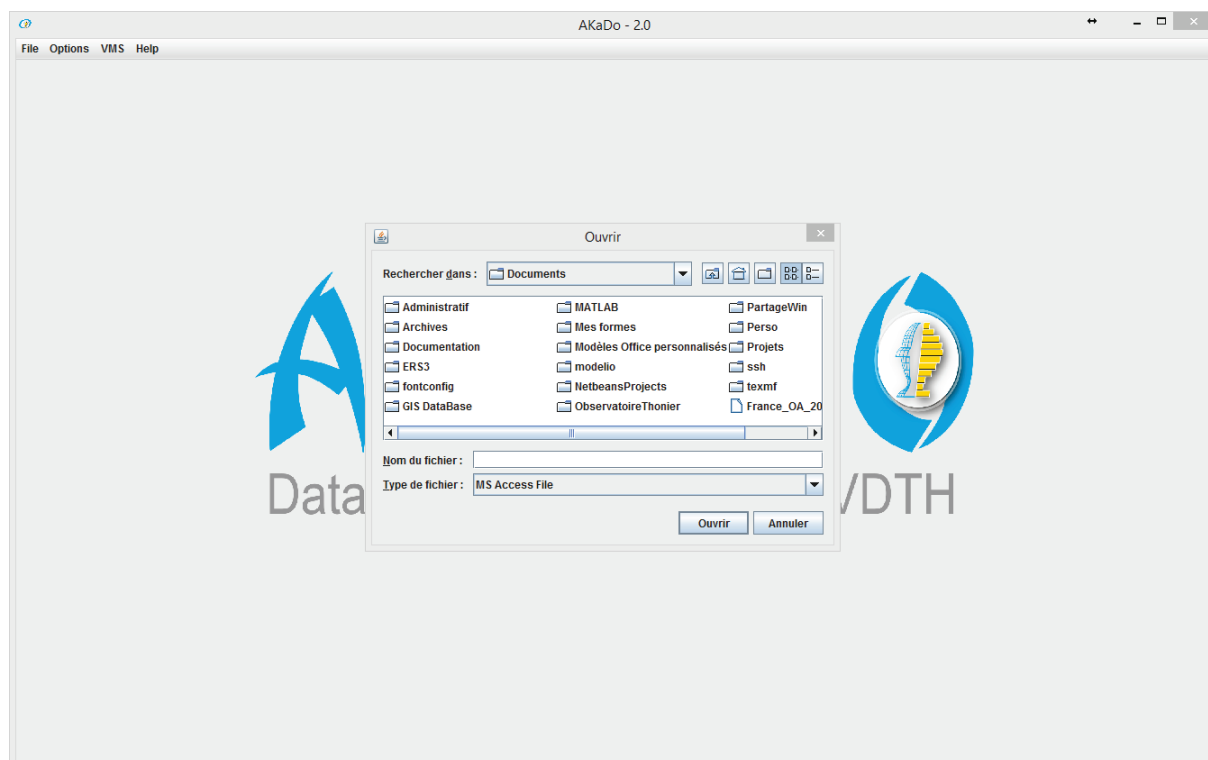 AKaDo - 2.0
File Options VMS Help
Ouvrir
Rechercher dans : Documents
Administratif MATLAB PartageWin
Archives Mes formes Perso
Documentation Modèles Office personnalisés Projets
ERS3 modelio ssh
fontconfig NetbeansProjects texmf
GIS DataBase ObservatoireThonier France_OA_20
Nom du fichier :
Type de fichier : MS Access File
Ouvrir Annuler
A
Data VDTH